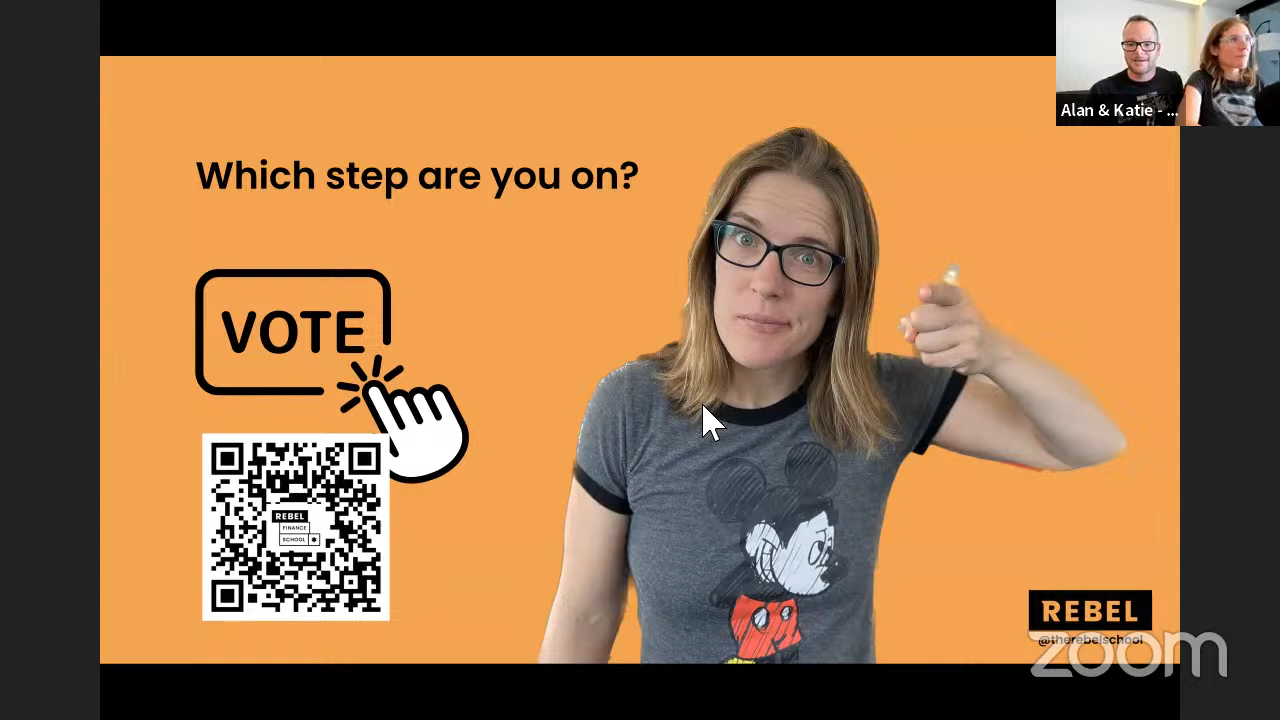 Alan & Katie - ...
Which step are you on?
VOTE
REBEL
FINANCE
SCHOOL
REBEL
@therebelschool
zoom